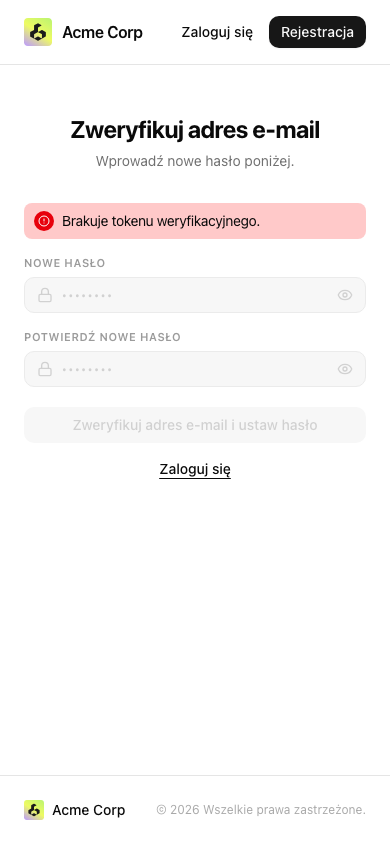 Acme Corp
Zaloguj się
Rejestracja
Zweryfikuj adres e-mail
Wprowadź nowe hasło poniżej.
Brakuje tokenu weryfikacyjnego.
NOWE HASŁO
••••••••
POTWIERDŹ NOWE HASŁO
••••••••
Zweryfikuj adres e-mail i ustaw hasło
Zaloguj się
Acme Corp
© 2026 Wszelkie prawa zastrzeżone.